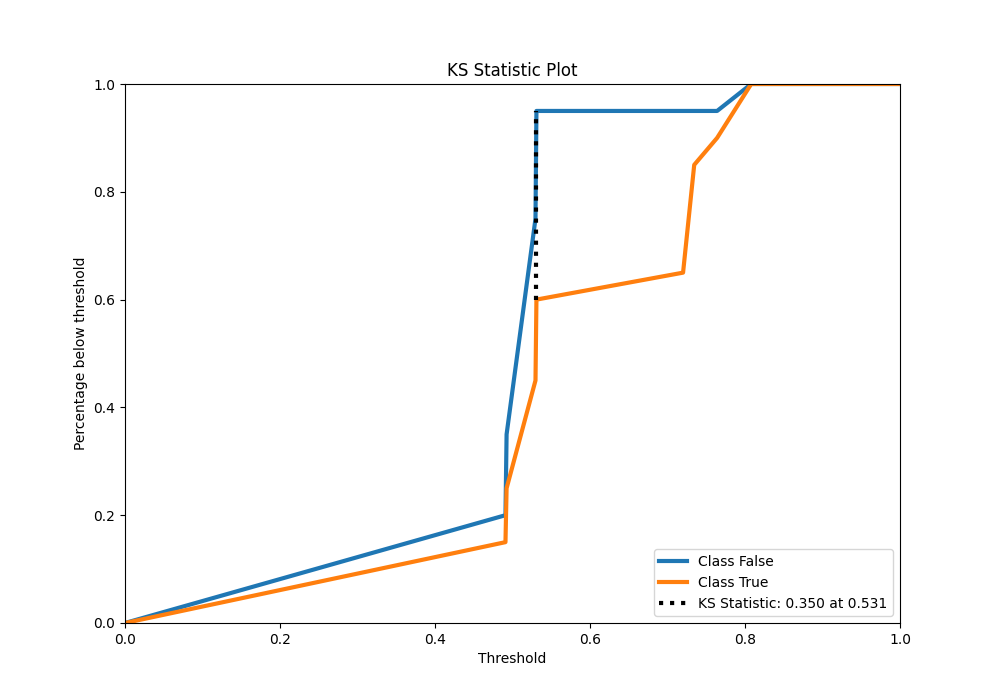 KS Statistic Plot
Percentage below threshold
1.0
0.8
0.6
0.4
0.2
0.0
0.0 0.2 0.4 0.6 0.8 1.0
Threshold
Class False
Class True
KS Statistic: 0.350 at 0.531